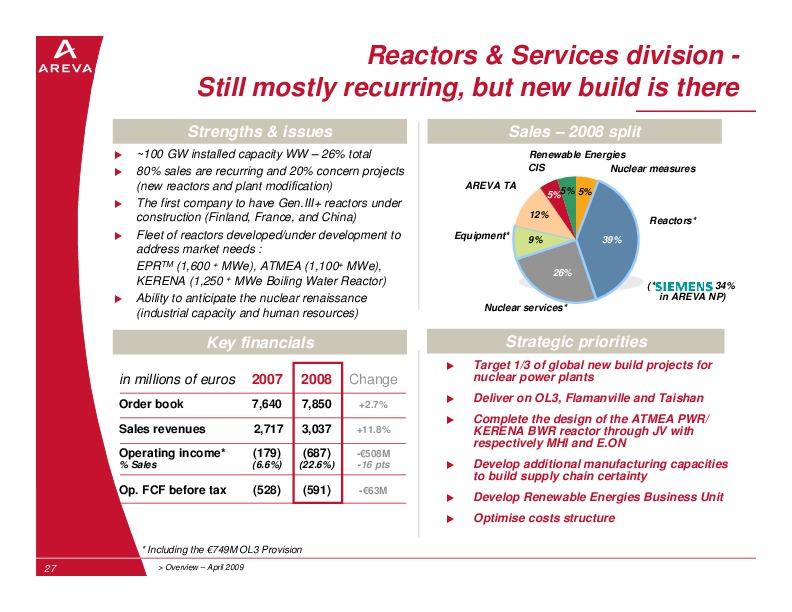 AREVA
Reactors & Services division -
Still mostly recurring, but new build is there
Strengths & issues
~100 GW installed capacity WW – 26% total
80% sales are recurring and 20% concern projects
(new reactors and plant modification)
The first company to have Gen.III+ reactors under
construction (Finland, France, and China)
Fleet of reactors developed/under development to
address market needs :
EPR™ (1,600 + MWe), ATMEA (1,100+ MWe),
KERENA (1,250 + MWe Boiling Water Reactor)
Ability to anticipate the nuclear renaissance
(industrial capacity and human resources)
Sales – 2008 split
Renewable Energies
CIS
Nuclear measures
AREVA TA
5%
5%
5%
12%
Reactors*
Equipment*
9%
39%
26%
(*SIEMENS 34%
in AREVA NP)
Nuclear services*
Key financials
in millions of euros 2007 2008 Change
Order book 7,640 7,850 +2.7%
Sales revenues 2,717 3,037 +11.8%
Operating income* (179) (687) -€508M
% Sales (6.6%) (22.6%) -16 pts
Op. FCF before tax (528) (591) -€63M
Strategic priorities
Target 1/3 of global new build projects for
nuclear power plants
Deliver on OL3, Flamanville and Taishan
Complete the design of the ATMEA PWR/
KERENA BWR reactor through JV with
respectively MHI and E.ON
Develop additional manufacturing capacities
to build supply chain certainty
Develop Renewable Energies Business Unit
Optimise costs structure
* Including the €749M OL3 Provision
27
> Overview – April 2009